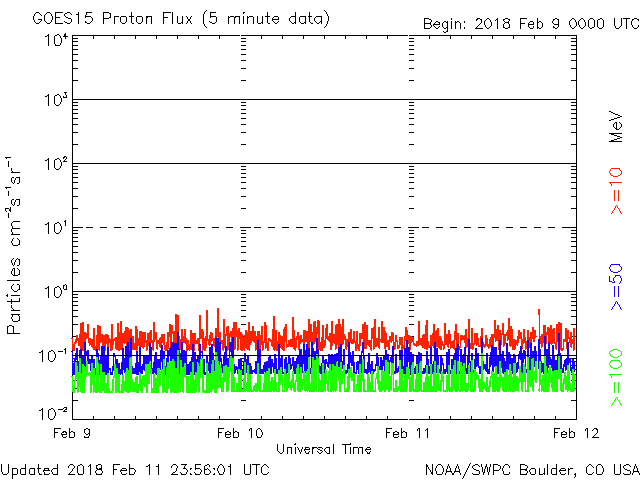 GOES15 Proton Flux (5 minute data)
Begin: 2018 Feb 9 0000 UTC
10⁴
10³
10²
10¹
10⁰
10⁻¹
10⁻²
Particles cm⁻²s⁻¹sr⁻¹
MeV
>=10
>=50
>=100
Feb 9
Feb 10
Feb 11
Feb 12
Universal Time
Updated 2018 Feb 11 23:56:01 UTC
NOAA/SWPC Boulder, CO USA